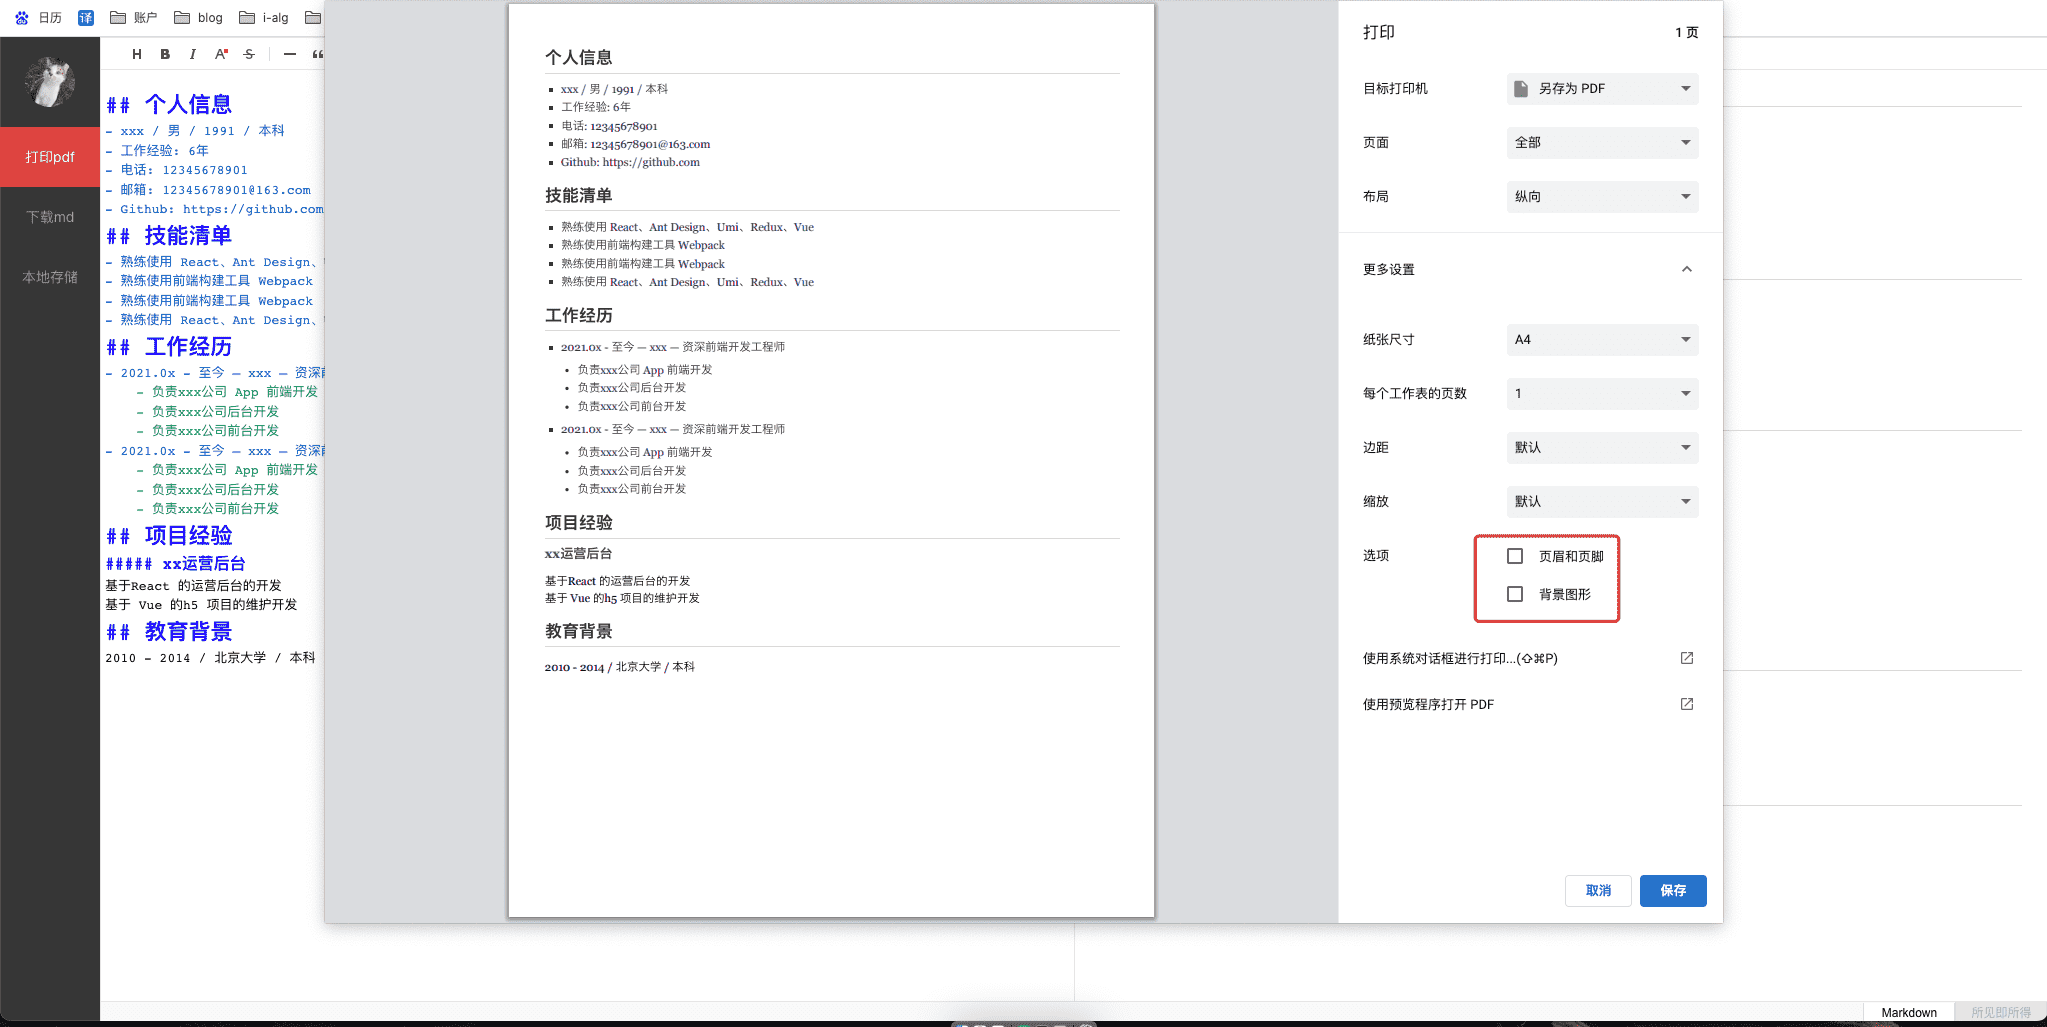 日历
译
账户
blog
i-alg
打印pdf
下载md
本地存储
H B I A S — “
## 个人信息
- xxx / 男 / 1991 / 本科
- 工作经验: 6年
- 电话: 12345678901
- 邮箱: 12345678901@163.com
- Github: https://github.com
## 技能清单
- 熟练使用 React、Ant Design、
- 熟练使用前端构建工具 Webpack
- 熟练使用前端构建工具 Webpack
- 熟练使用 React、Ant Design、
## 工作经历
- 2021.0x - 至今 — xxx — 资深
- 负责xxx公司 App 前端开发
- 负责xxx公司后台开发
- 负责xxx公司前台开发
- 2021.0x - 至今 — xxx — 资深
- 负责xxx公司 App 前端开发
- 负责xxx公司后台开发
- 负责xxx公司前台开发
## 项目经验
##### xx运营后台
基于React 的运营后台的开发
基于 Vue 的h5 项目的维护开发
## 教育背景
2010 - 2014 / 北京大学 / 本科
个人信息
xxx / 男 / 1991 / 本科
工作经验: 6年
电话: 12345678901
邮箱: 12345678901@163.com
Github: https://github.com
技能清单
熟练使用 React、Ant Design、Umi、Redux、Vue
熟练使用前端构建工具 Webpack
熟练使用前端构建工具 Webpack
熟练使用 React、Ant Design、Umi、Redux、Vue
工作经历
2021.0x - 至今 — xxx — 资深前端开发工程师
负责xxx公司 App 前端开发
负责xxx公司后台开发
负责xxx公司前台开发
2021.0x - 至今 — xxx — 资深前端开发工程师
负责xxx公司 App 前端开发
负责xxx公司后台开发
负责xxx公司前台开发
项目经验
xx运营后台
基于React 的运营后台的开发
基于 Vue 的h5 项目的维护开发
教育背景
2010 - 2014 / 北京大学 / 本科
打印 1 页
目标打印机 另存为 PDF
页面 全部
布局 纵向
更多设置
纸张尺寸 A4
每个工作表的页数 1
边距 默认
缩放 默认
选项 页眉和页脚
背景图形
使用系统对话框进行打印...(⇧⌘P)
使用预览程序打开 PDF
取消 保存
Markdown 所见即所得